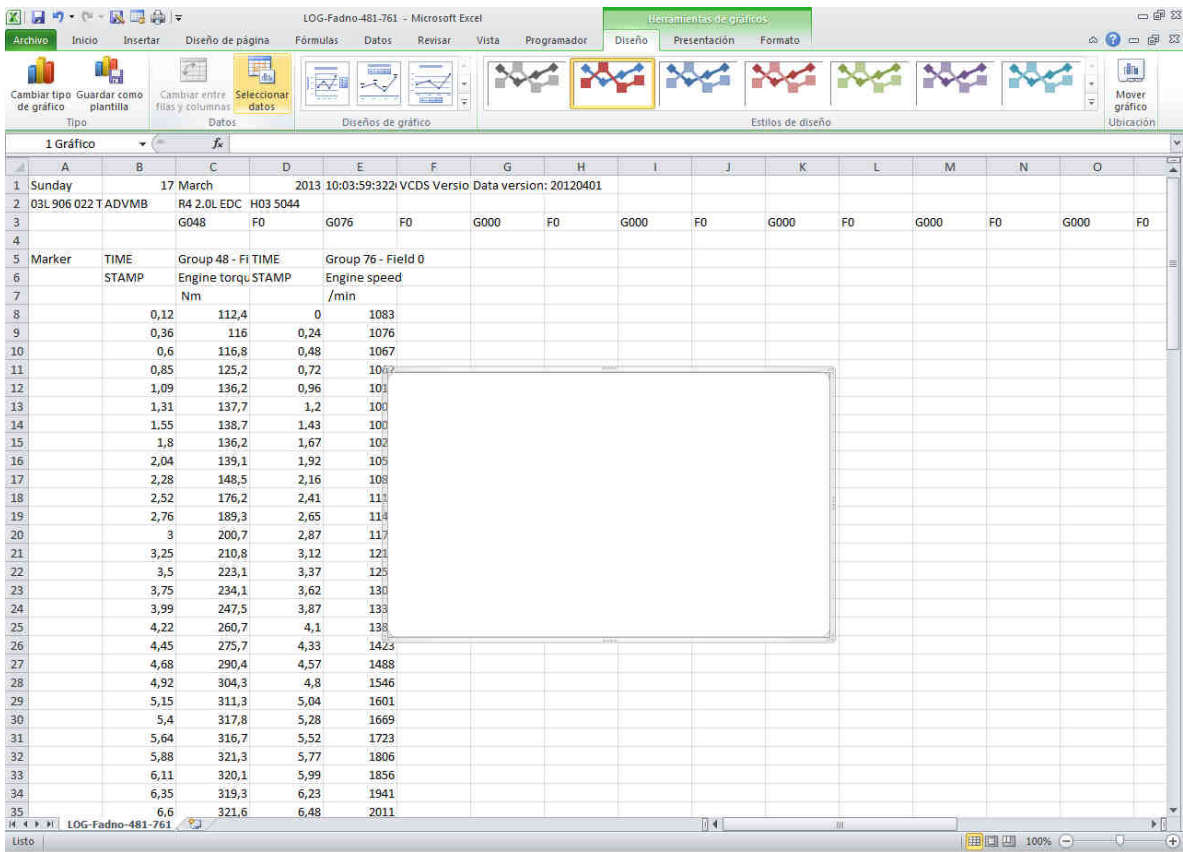 LOG-Fadno-481-761 - Microsoft Excel
Herramientas de gráficos
Archivo Inicio Insertar Diseño de página Fórmulas Datos Revisar Vista Programador Diseño Presentación Formato
Cambiar tipo de gráfico
Guardar como plantilla
Cambiar entre filas y columnas
Seleccionar datos
Mover gráfico
Tipo Datos Diseños de gráfico Estilos de diseño Ubicación
1 Gráfico fx
A B C D E F G H I J K L M N O
1 Sunday 17 March 2013 10:03:59:322 VCDS Versio Data version: 20120401
2 03L 906 022 T ADVMB R4 2.0L EDC H03 5044
3 G048 F0 G076 F0 G000 F0 G000 F0 G000 F0 G000 F0 G000 F0
4
5 Marker TIME Group 48 - Fi TIME Group 76 - Field 0
6 STAMP Engine torqu STAMP Engine speed
7 Nm /min
8 0,12 112,4 0 1083
9 0,36 116 0,24 1076
10 0,6 116,8 0,48 1067
11 0,85 125,2 0,72
12 1,09 136,2 0,96
13 1,31 137,7 1,2
14 1,55 138,7 1,43
15 1,8 136,2 1,67
16 2,04 139,1 1,92
17 2,28 148,5 2,16
18 2,52 176,2 2,41
19 2,76 189,3 2,65
20 3 200,7 2,87
21 3,25 210,8 3,12
22 3,5 223,1 3,37
23 3,75 234,1 3,62
24 3,99 247,5 3,87
25 4,22 260,7 4,1
26 4,45 275,7 4,33 1423
27 4,68 290,4 4,57 1488
28 4,92 304,3 4,8 1546
29 5,15 311,3 5,04 1601
30 5,4 317,8 5,28 1669
31 5,64 316,7 5,52 1723
32 5,88 321,3 5,77 1806
33 6,11 320,1 5,99 1856
34 6,35 319,3 6,23 1941
35 6,6 321,6 6,48 2011
LOG-Fadno-481-761
Listo 100%